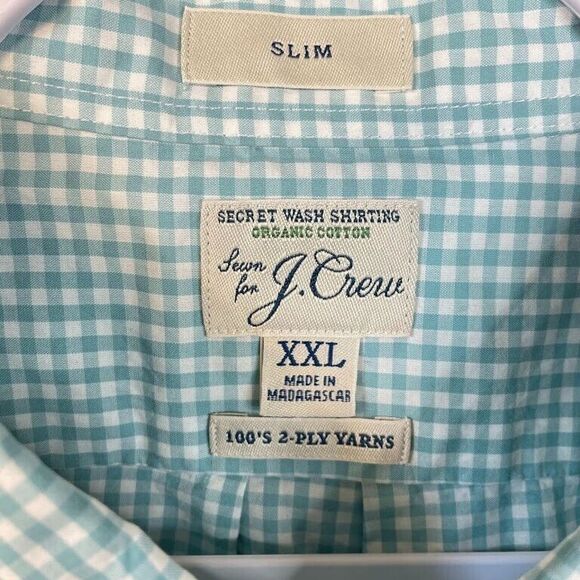 SLIM
SECRET WASH SHIRTING
ORGANIC COTTON
Sewn for J.Crew
XXL
MADE IN
MADAGASCAR
100'S 2-PLY YARNS